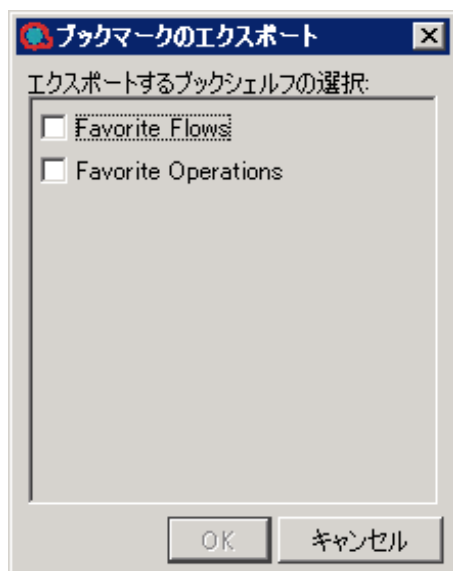 ブックマークのエクスポート
エクスポートするブックシェルフの選択:
Favorite Flows
Favorite Operations
OK
キャンセル